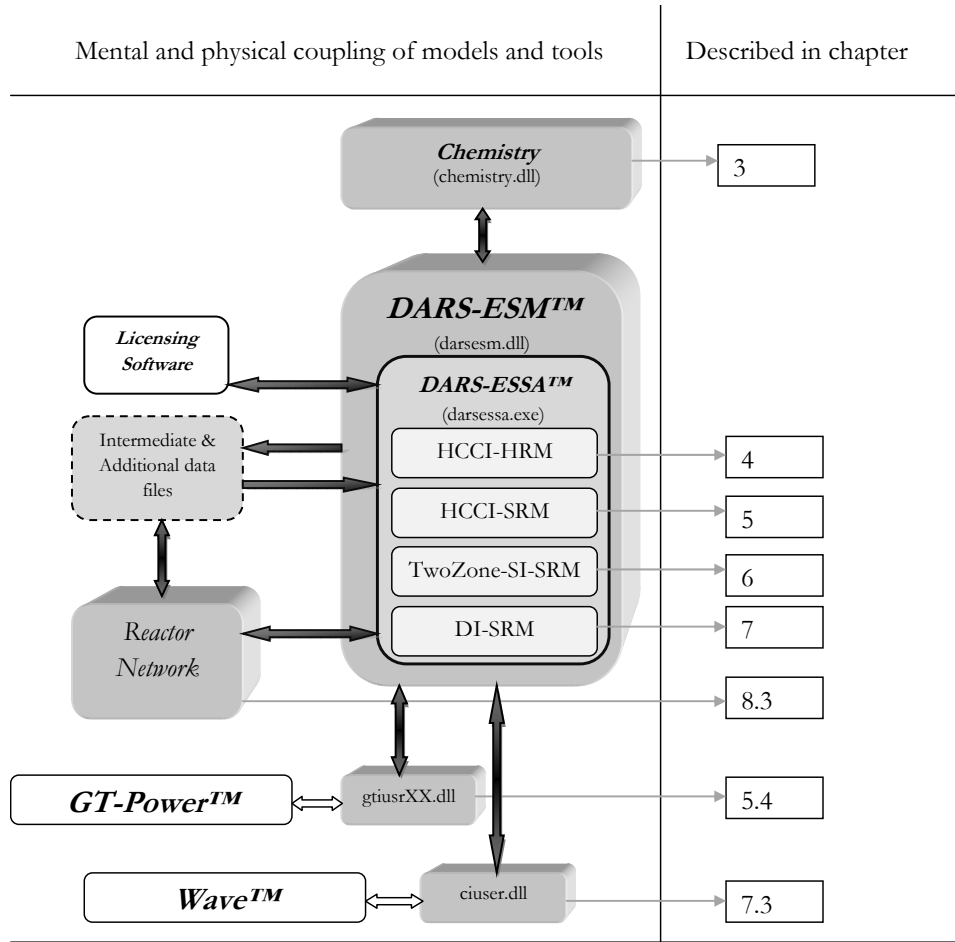 Mental and physical coupling of models and tools
Described in chapter
Chemistry
(chemistry.dll)
3
DARS-ESM™
(darsesm.dll)
Licensing
Software
DARS-ESSA™
(darsessa.exe)
Intermediate &
Additional data
files
HCCI-HRM
4
HCCI-SRM
5
TwoZone-SI-SRM
6
DI-SRM
7
Reactor
Network
8.3
GT-Power™
gtiusrXX.dll
5.4
Wave™
ciuser.dll
7.3